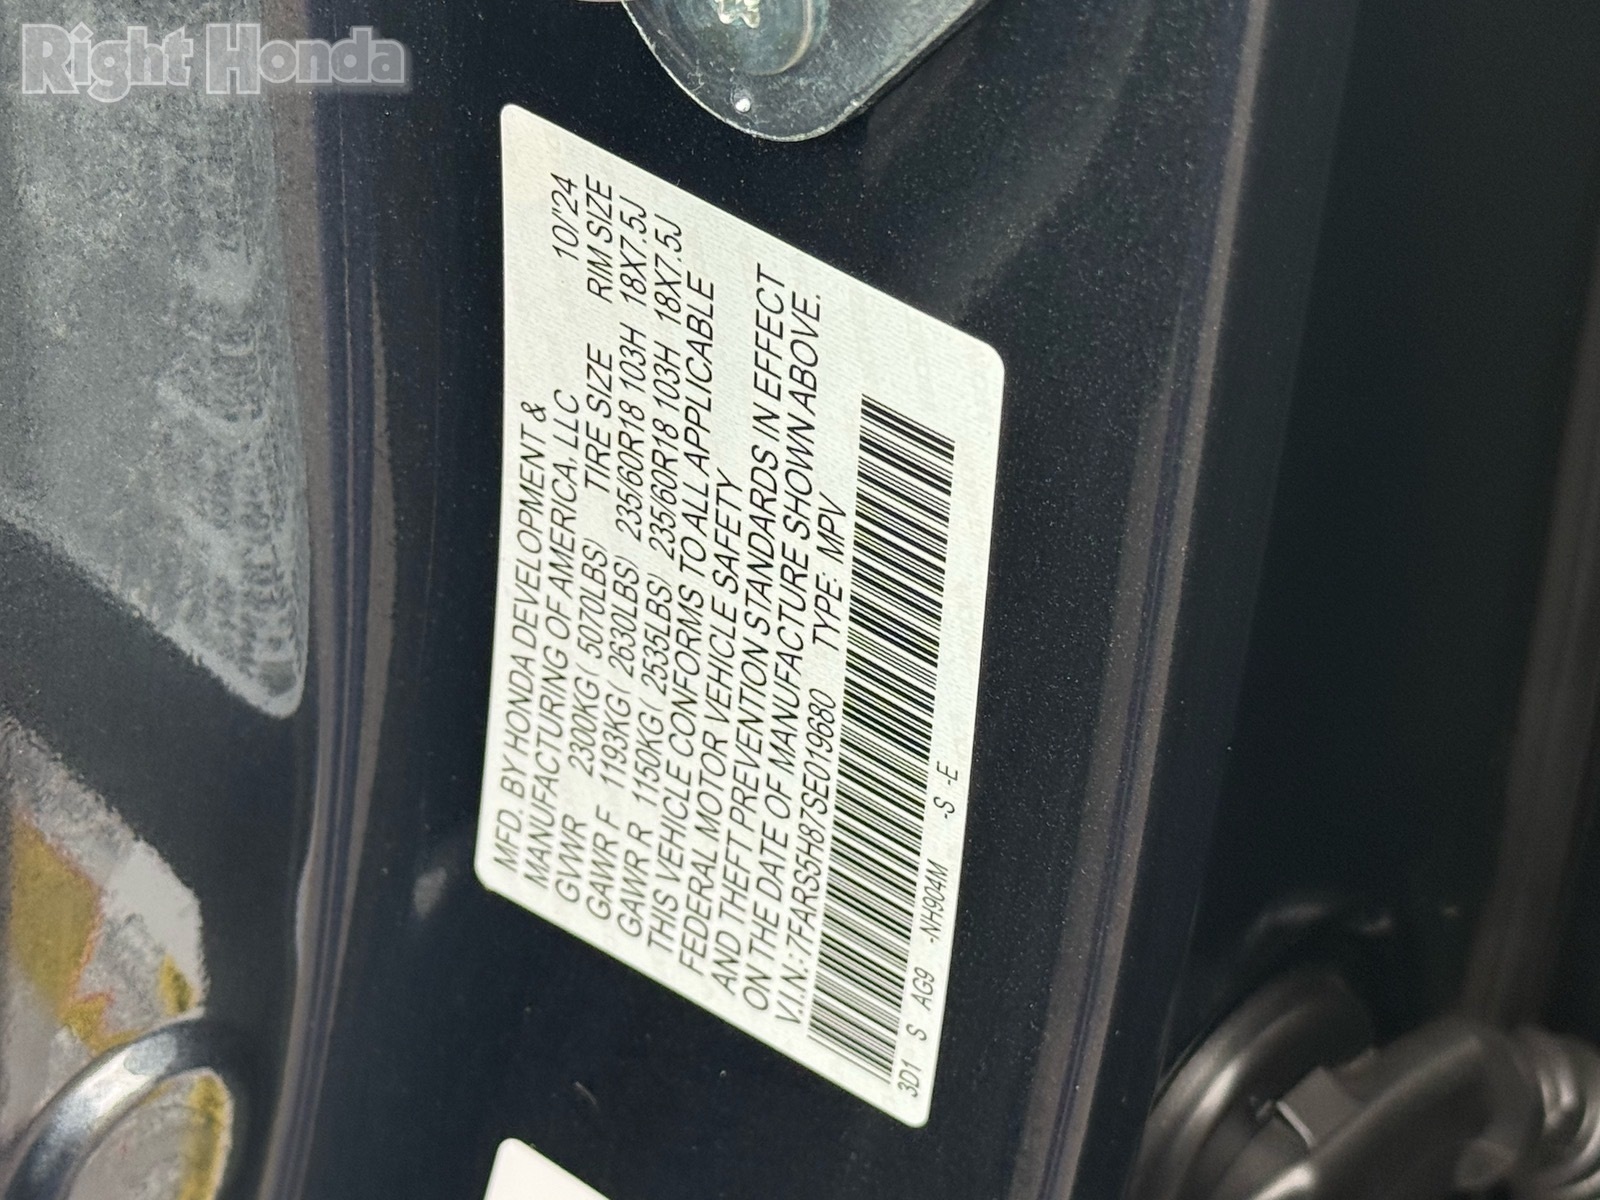 Right Honda
MFD. BY HONDA DEVELOPMENT &
MANUFACTURING OF AMERICA, LLC 10/'24
GVWR 2300KG ( 5070LBS) TIRE SIZE RIM SIZE
GAWR F 1193KG ( 2630LBS) 235/60R18 103H 18X7.5J
GAWR R 1150KG ( 2535LBS) 235/60R18 103H 18X7.5J
THIS VEHICLE CONFORMS TO ALL APPLICABLE
FEDERAL MOTOR VEHICLE SAFETY
AND THEFT PREVENTION STANDARDS IN EFFECT
ON THE DATE OF MANUFACTURE SHOWN ABOVE.
V.I.N.:7FARS5H87SE019680 TYPE: MPV
3D1 S AG9 -NH904M -S -E